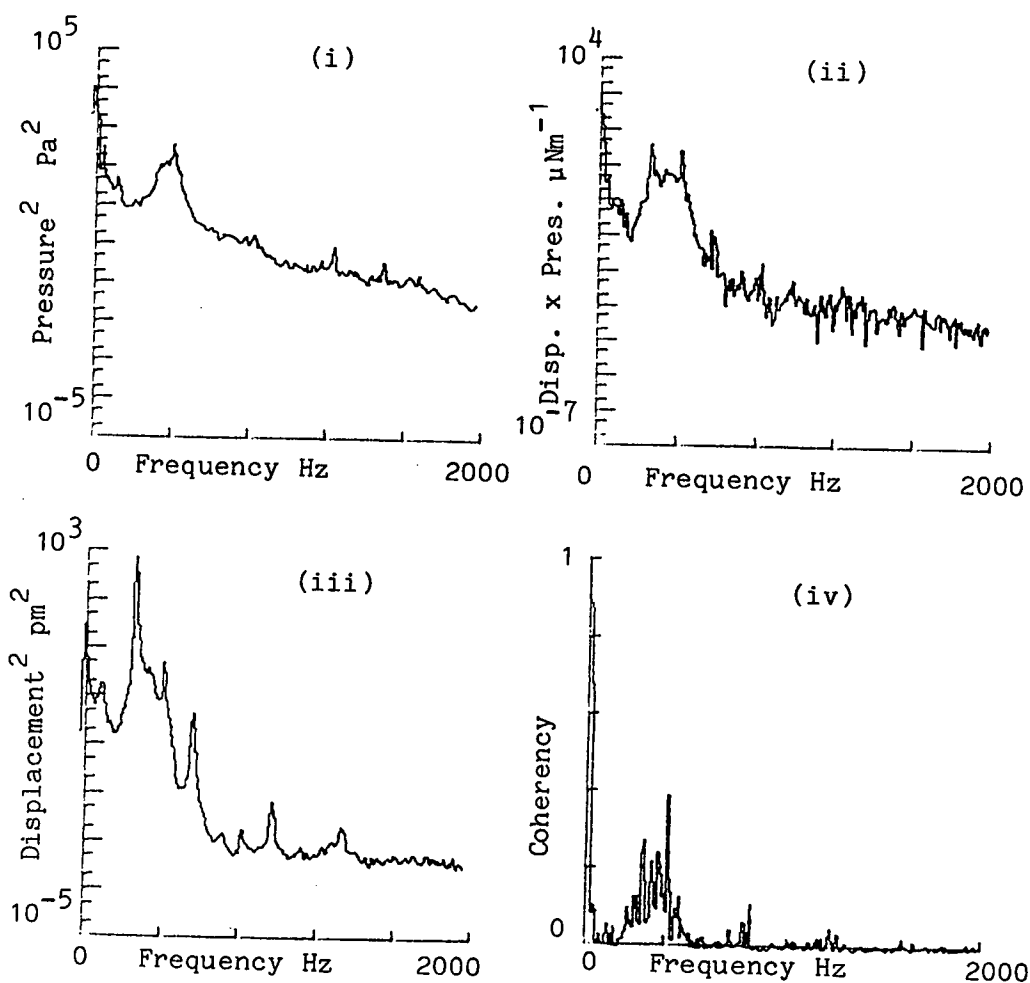 10^5
(i)
Pressure^2 Pa^2
10^-5
0
Frequency Hz
2000
10^4
(ii)
Disp. x Pres. μNm^-1
10^-7
0
Frequency Hz
2000
10^3
(iii)
Displacement^2 pm^2
10^-5
0
Frequency Hz
2000
1
(iv)
Coherency
0
0
Frequency Hz
2000